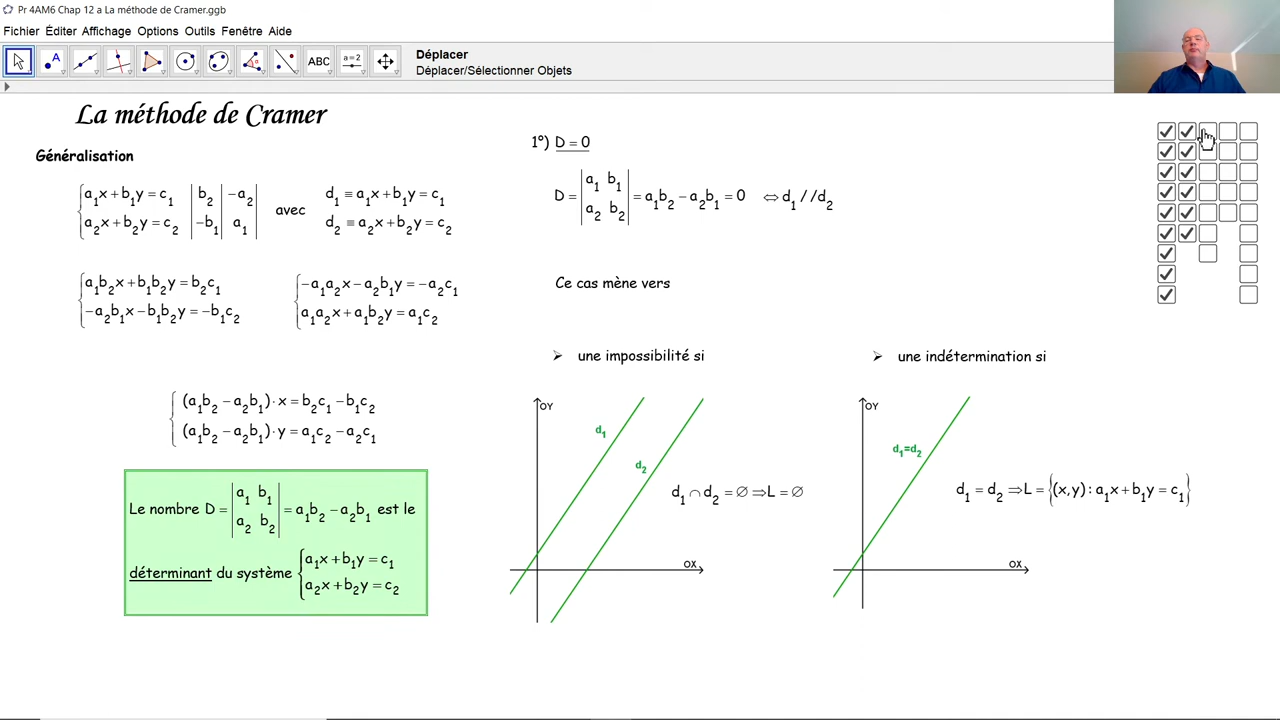 Pr 4AM6 Chap 12 a La méthode de Cramer.ggb
Fichier Éditer Affichage Options Outils Fenêtre Aide
A ABC a=2
Déplacer
Déplacer/Sélectionner Objets
La méthode de Cramer
Généralisation
{ a₁x + b₁y = c₁ | b₂ | −a₂ |
{ a₂x + b₂y = c₂ | −b₁ | a₁ |
avec
d₁ ≡ a₁x + b₁y = c₁
d₂ ≡ a₂x + b₂y = c₂
{ a₁b₂x + b₁b₂y = b₂c₁
{ −a₂b₁x − b₁b₂y = −b₁c₂
{ −a₁a₂x − a₂b₁y = −a₂c₁
{ a₁a₂x + a₁b₂y = a₁c₂
{ (a₁b₂ − a₂b₁)·x = b₂c₁ − b₁c₂
{ (a₁b₂ − a₂b₁)·y = a₁c₂ − a₂c₁
Le nombre D = | a₁ b₁ | a₂ b₂ | = a₁b₂ − a₂b₁ est le
déterminant du système { a₁x + b₁y = c₁
{ a₂x + b₂y = c₂
1°) D = 0
D = | a₁ b₁ | a₂ b₂ | = a₁b₂ − a₂b₁ = 0 ⇔ d₁ // d₂
Ce cas mène vers
➢ une impossibilité si
OY
d₁
d₂
OX
d₁ ∩ d₂ = ∅ ⇒ L = ∅
➢ une indétermination si
OY
d₁=d₂
OX
d₁ = d₂ ⇒ L = {(x,y) : a₁x + b₁y = c₁}